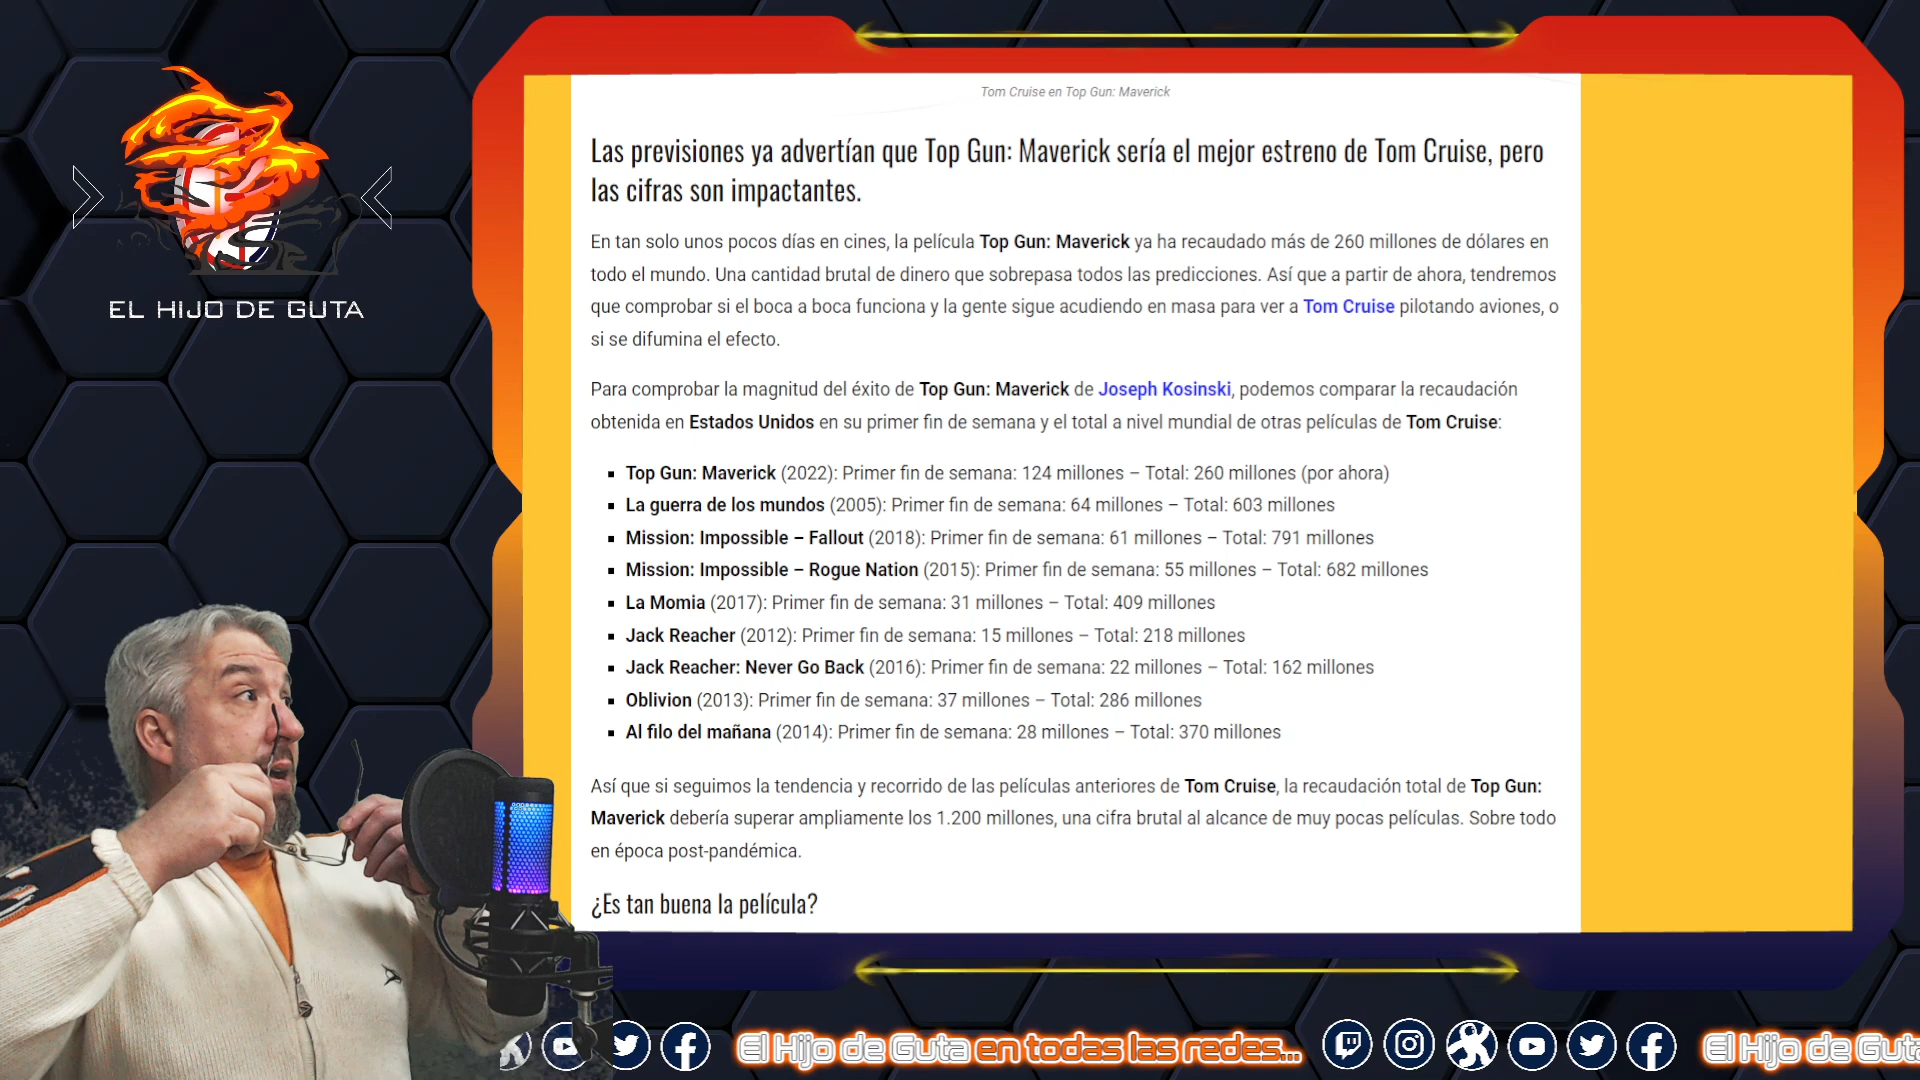 EL HIJO DE GUTA
Tom Cruise en Top Gun: Maverick
Las previsiones ya advertían que Top Gun: Maverick sería el mejor estreno de Tom Cruise, pero
las cifras son impactantes.
En tan solo unos pocos días en cines, la película Top Gun: Maverick ya ha recaudado más de 260 millones de dólares en
todo el mundo. Una cantidad brutal de dinero que sobrepasa todos las predicciones. Así que a partir de ahora, tendremos
que comprobar si el boca a boca funciona y la gente sigue acudiendo en masa para ver a Tom Cruise pilotando aviones, o
si se difumina el efecto.
Para comprobar la magnitud del éxito de Top Gun: Maverick de Joseph Kosinski, podemos comparar la recaudación
obtenida en Estados Unidos en su primer fin de semana y el total a nivel mundial de otras películas de Tom Cruise:
▪ Top Gun: Maverick (2022): Primer fin de semana: 124 millones – Total: 260 millones (por ahora)
▪ La guerra de los mundos (2005): Primer fin de semana: 64 millones – Total: 603 millones
▪ Mission: Impossible – Fallout (2018): Primer fin de semana: 61 millones – Total: 791 millones
▪ Mission: Impossible – Rogue Nation (2015): Primer fin de semana: 55 millones – Total: 682 millones
▪ La Momia (2017): Primer fin de semana: 31 millones – Total: 409 millones
▪ Jack Reacher (2012): Primer fin de semana: 15 millones – Total: 218 millones
▪ Jack Reacher: Never Go Back (2016): Primer fin de semana: 22 millones – Total: 162 millones
▪ Oblivion (2013): Primer fin de semana: 37 millones – Total: 286 millones
▪ Al filo del mañana (2014): Primer fin de semana: 28 millones – Total: 370 millones
Así que si seguimos la tendencia y recorrido de las películas anteriores de Tom Cruise, la recaudación total de Top Gun:
Maverick debería superar ampliamente los 1.200 millones, una cifra brutal al alcance de muy pocas películas. Sobre todo
en época post-pandémica.
¿Es tan buena la película?
El Hijo de Guta en todas las redes... El Hijo de Guta